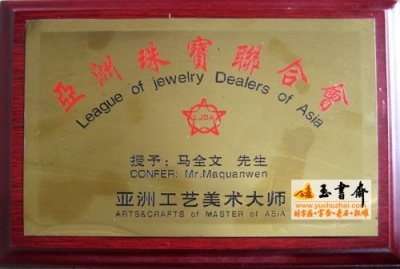 亞洲珠寶聯合會
League of jewelry Dealers of Asia
LJDA
授予：马全文 先生
CONFER: Mr.Maquanwen
亚洲工艺美术大师
ARTS&CRAFTS of MASTER of ASIA
玉書齋
www.yushuzhai.com